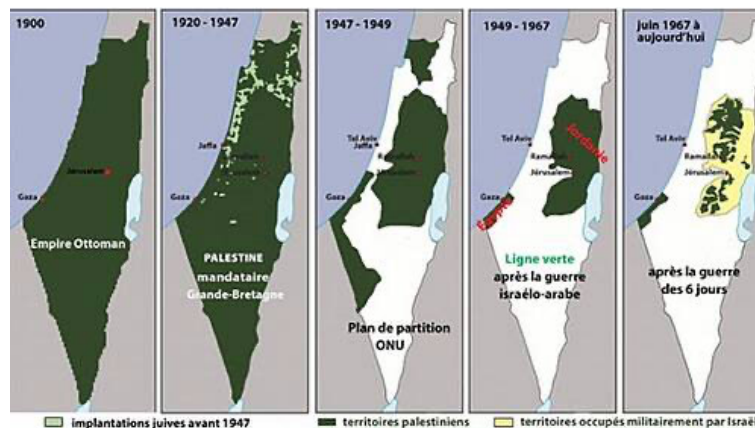 1900
Jérusalem
Gaza
Empire Ottoman
1920 - 1947
Jaffa
Jérusalem
Gaza
PALESTINE
mandataire
Grande-Bretagne
1947 - 1949
Tel Aviv
Jaffa
Ramallah
Jérusalem
Gaza
Plan de partition
ONU
1949 - 1967
Tel Aviv
Jordanie
Ramallah
Jérusalem
Gaza
Égypte
Ligne verte
après la guerre
israélo-arabe
juin 1967 à
aujourd'hui
Tel Aviv
Ramallah
Jérusalem
Gaza
après la guerre
des 6 jours
implantations juives avant 1947
territoires palestiniens
territoires occupés militairement par Israël